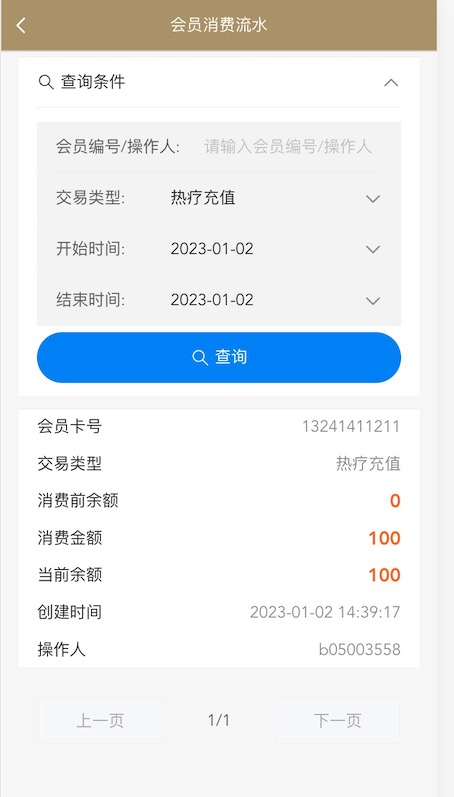 会员消费流水
查询条件
会员编号/操作人: 请输入会员编号/操作人
交易类型: 热疗充值
开始时间: 2023-01-02
结束时间: 2023-01-02
查询
会员卡号 13241411211
交易类型 热疗充值
消费前余额 0
消费金额 100
当前余额 100
创建时间 2023-01-02 14:39:17
操作人 b05003558
上一页 1/1 下一页